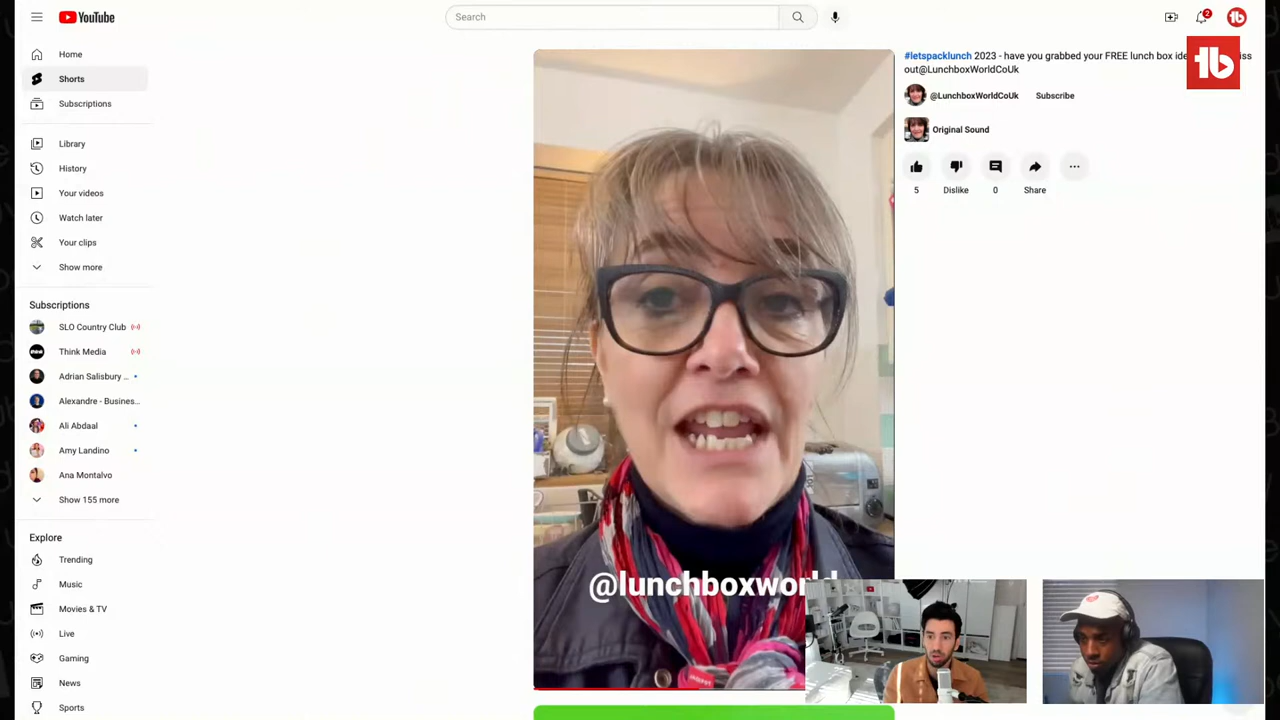 YouTube
Search
2
1b
Home
Shorts
Subscriptions
Library
History
Your videos
Watch later
Your clips
Show more
Subscriptions
SLO Country Club
Think Media
Adrian Salisbury ...
Alexandre - Busines...
Ali Abdaal
Amy Landino
Ana Montalvo
Show 155 more
Explore
Trending
Music
Movies & TV
Live
Gaming
News
Sports
@lunchboxworld
#letspacklunch 2023 - have you grabbed your FREE lunch box
out@LunchboxWorldCoUk
@LunchboxWorldCoUk Subscribe
Original Sound
5 Dislike 0 Share
1b